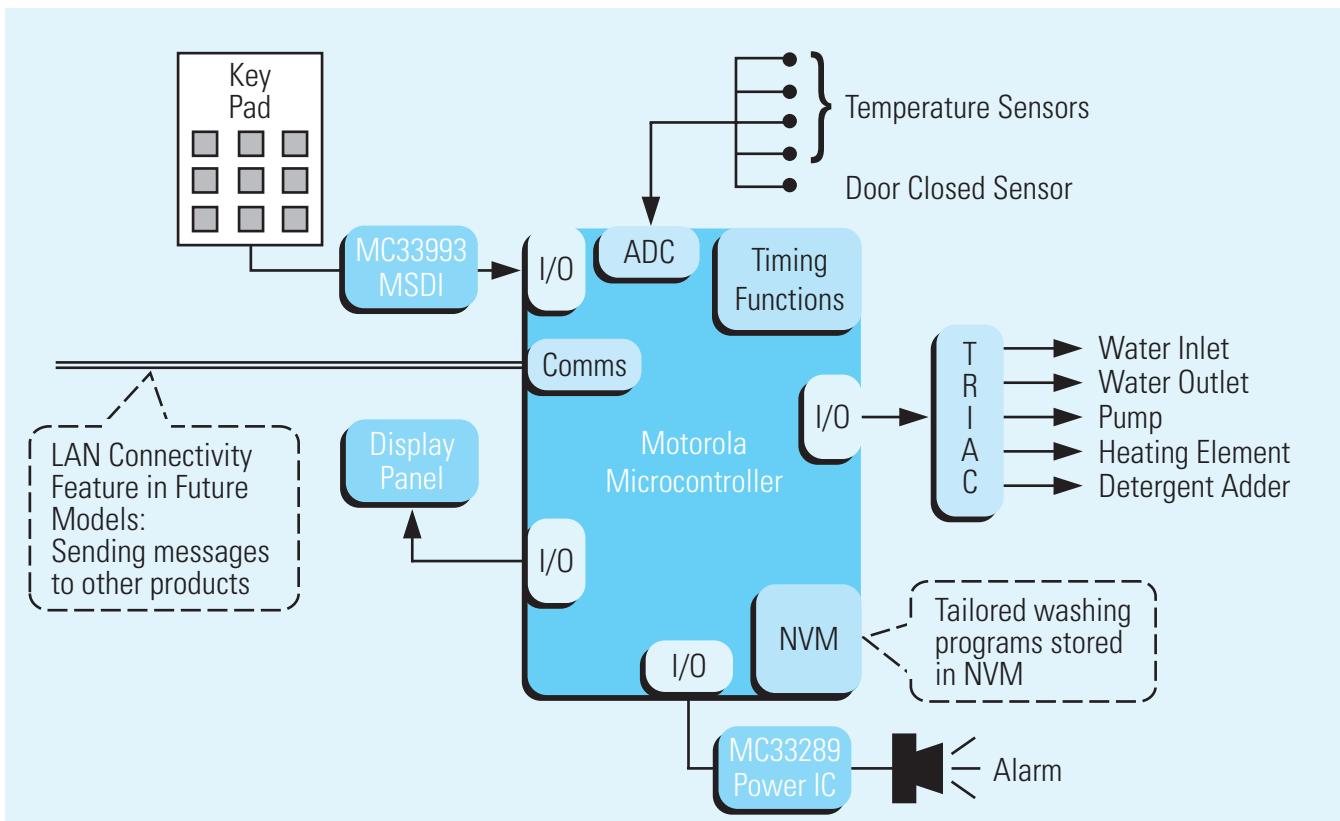 Key
Pad
Temperature Sensors
Door Closed Sensor
MC33993
MSDI
I/O
ADC
Timing
Functions
Comms
LAN Connectivity
Feature in Future
Models:
Sending messages
to other products
Display
Panel
I/O
Motorola
Microcontroller
I/O
T
R
I
A
C
Water Inlet
Water Outlet
Pump
Heating Element
Detergent Adder
NVM
Tailored washing
programs stored
in NVM
I/O
MC33289
Power IC
Alarm